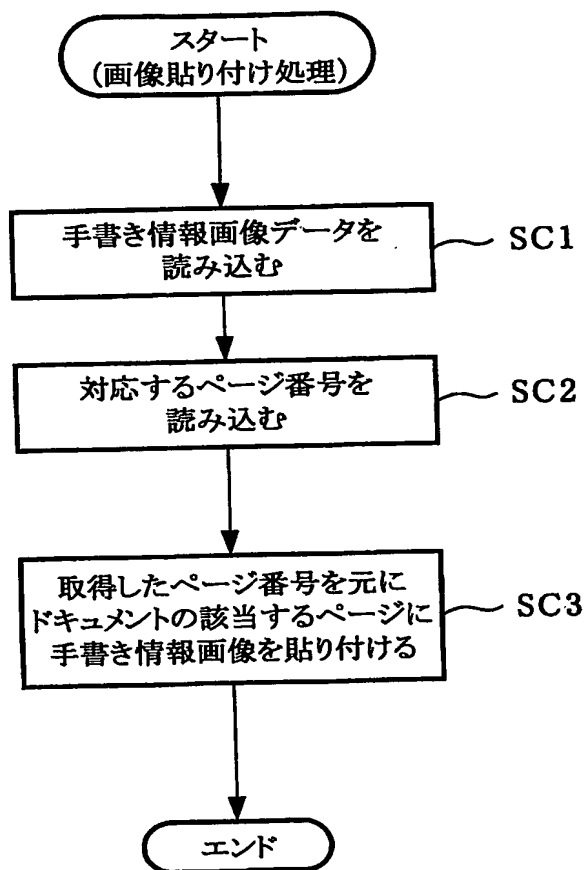 スタート
(画像貼り付け処理)
手書き情報画像データを
読み込む
SC1
対応するページ番号を
読み込む
SC2
取得したページ番号を元に
ドキュメントの該当するページに
手書き情報画像を貼り付ける
SC3
エンド